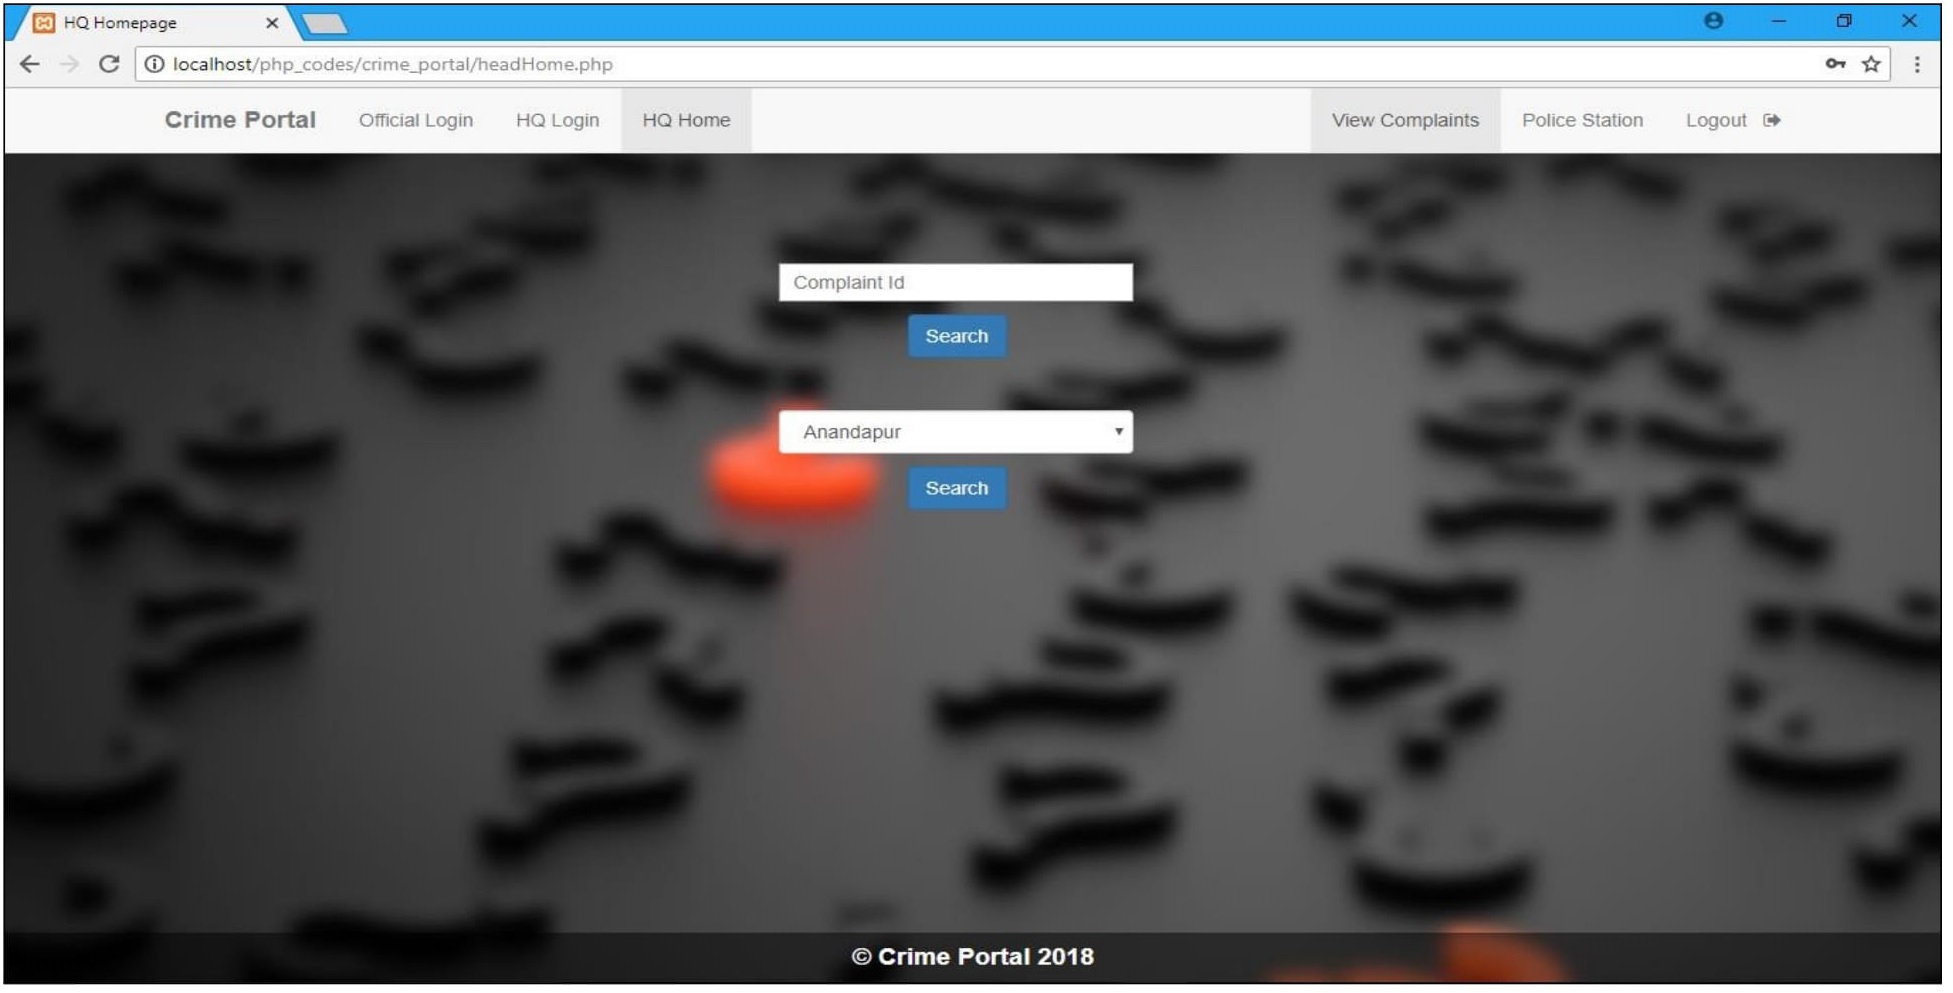 HQ Homepage
localhost/php_codes/crime_portal/headHome.php
Crime Portal Official Login HQ Login HQ Home View Complaints Police Station Logout
Complaint Id
Search
Anandapur
Search
© Crime Portal 2018